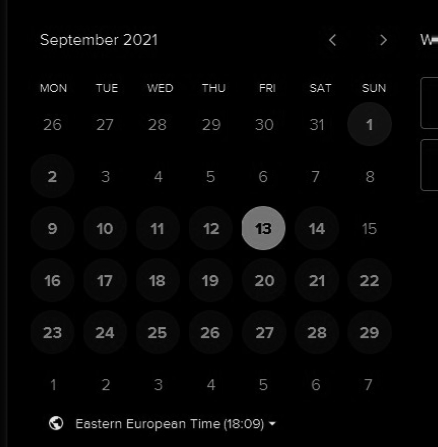 September 2021
MON TUE WED THU FRI SAT SUN
26 27 28 29 30 31 1
2 3 4 5 6 7 8
9 10 11 12 13 14 15
16 17 18 19 20 21 22
23 24 25 26 27 28 29
1 2 3 4 5 6 7
Eastern European Time (18:09)